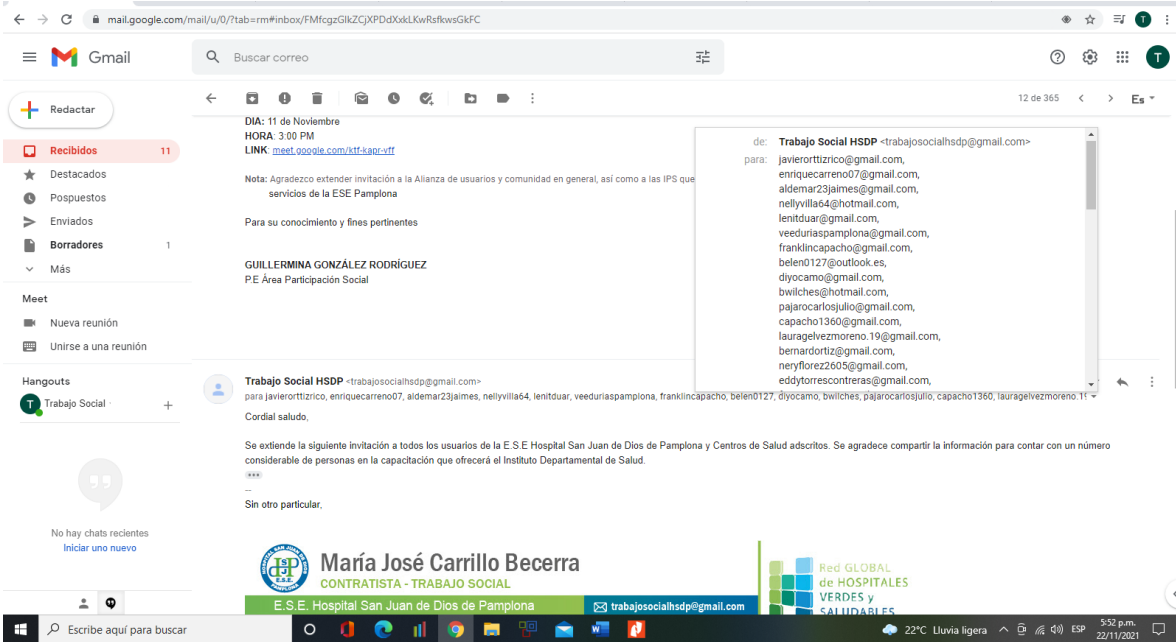 mail.google.com/mail/u/0/?tab=rm#inbox/FMfcgzGlkZCjXPDdXxkLKwRsfkwsGkFC
T
Gmail
Buscar correo
T
Redactar
12 de 365
Es
Recibidos 11
Destacados
Pospuestos
Enviados
Borradores 1
Más
Meet
Nueva reunión
Unirse a una reunión
Hangouts
T Trabajo Social
No hay chats recientes
Iniciar uno nuevo
DIA: 11 de Noviembre
HORA: 3:00 PM
LINK: meet.google.com/ktf-kapr-vff
Nota: Agradezco extender invitación a la Alianza de usuarios y comunidad en general, así como a las IPS que
servicios de la ESE Pamplona
Para su conocimiento y fines pertinentes
GUILLERMINA GONZÁLEZ RODRÍGUEZ
P.E Área Participación Social
de: Trabajo Social HSDP <trabajosocialhsdp@gmail.com>
para: javierorttizrico@gmail.com,
enriquecarreno07@gmail.com,
aldemar23jaimes@gmail.com,
nellyvilla64@hotmail.com,
lenitduar@gmail.com,
veeduriaspamplona@gmail.com,
franklincapacho@gmail.com,
belen0127@outlook.es,
diyocamo@gmail.com,
bwilches@hotmail.com,
pajarocarlosjulio@gmail.com,
capacho1360@gmail.com,
lauragelvezmoreno.19@gmail.com,
bernardortiz@gmail.com,
neryflorez2605@gmail.com,
eddytorrescontreras@gmail.com,
Trabajo Social HSDP <trabajosocialhsdp@gmail.com>
para javierorttizrico, enriquecarreno07, aldemar23jaimes, nellyvilla64, lenitduar, veeduriaspamplona, franklincapacho, belen0127, diyocamo, bwilches, pajarocarlosjulio, capacho1360, lauragelvezmoreno.19
Cordial saludo,
Se extiende la siguiente invitación a todos los usuarios de la E.S.E Hospital San Juan de Dios de Pamplona y Centros de Salud adscritos. Se agradece compartir la información para contar con un número
considerable de personas en la capacitación que ofrecerá el Instituto Departamental de Salud.
--
Sin otro particular,
HOSPITAL SAN JUAN DE DIOS
HSJDP
E.S.E.
PAMPLONA
María José Carrillo Becerra
CONTRATISTA - TRABAJO SOCIAL
E.S.E. Hospital San Juan de Dios de Pamplona
trabajosocialhsdp@gmail.com
Red GLOBAL
de HOSPITALES
VERDES y
SALUDABLES
Escribe aquí para buscar
22°C Lluvia ligera
ESP
5:52 p.m.
22/11/2021